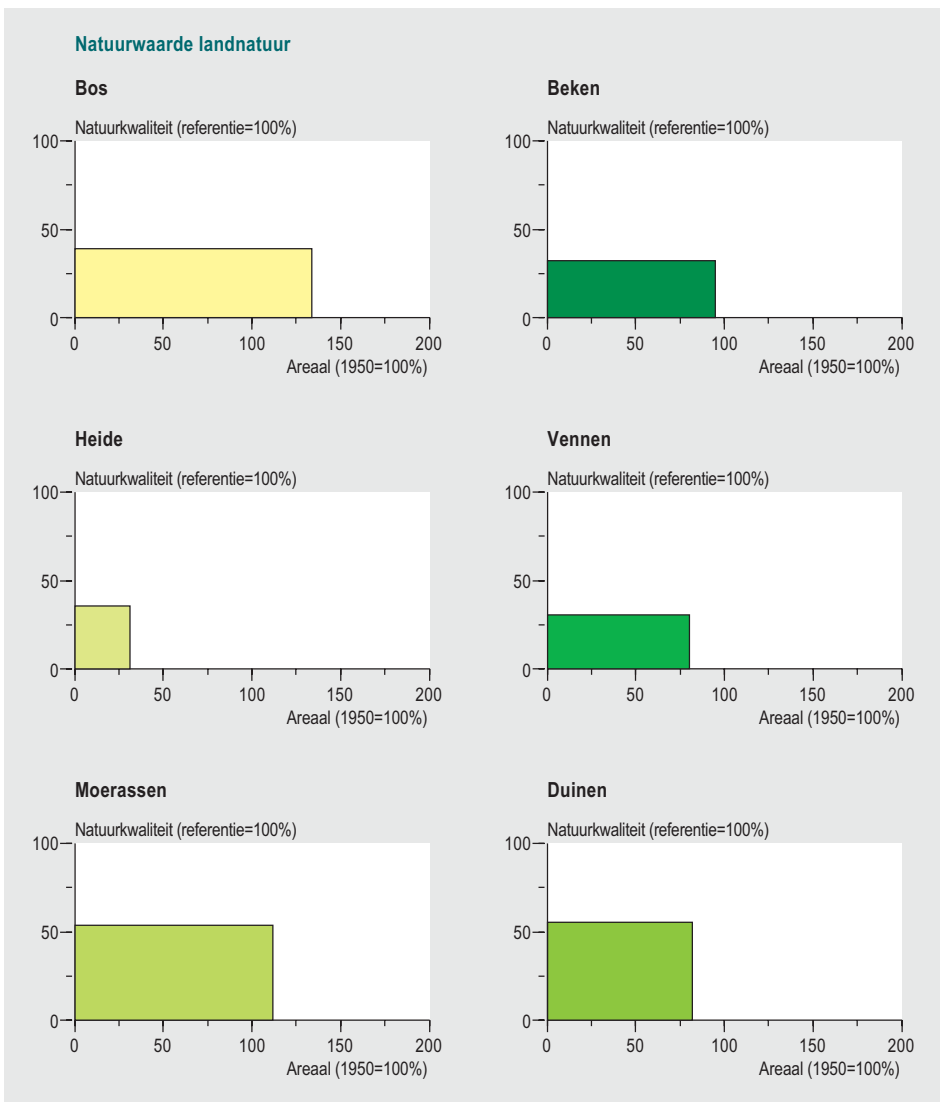 Natuurwaarde landnatuur
Bos
Natuurkwaliteit (referentie=100%)
100
50
0
0 50 100 150 200
Areaal (1950=100%)
Beken
Natuurkwaliteit (referentie=100%)
100
50
0
0 50 100 150 200
Areaal (1950=100%)
Heide
Natuurkwaliteit (referentie=100%)
100
50
0
0 50 100 150 200
Areaal (1950=100%)
Vennen
Natuurkwaliteit (referentie=100%)
100
50
0
0 50 100 150 200
Areaal (1950=100%)
Moerassen
Natuurkwaliteit (referentie=100%)
100
50
0
0 50 100 150 200
Areaal (1950=100%)
Duinen
Natuurkwaliteit (referentie=100%)
100
50
0
0 50 100 150 200
Areaal (1950=100%)